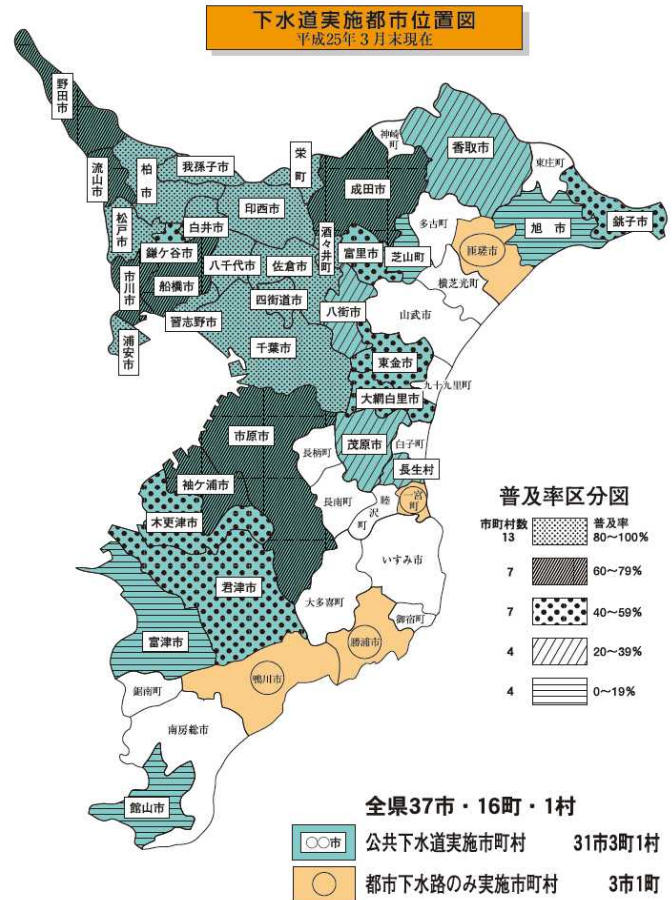 下水道実施都市位置図
平成25年3月末現在
野田市
流山市
柏市
我孫子市
栄町
成田市
神崎町
香取市
東庄町
銚子市
旭市
匝瑳市
多古町
松戸市
鎌ケ谷市
白井市
印西市
酒々井町
富里市
芝山町
横芝光町
市川市
船橋市
八千代市
佐倉市
四街道市
八街市
山武市
浦安市
習志野市
千葉市
東金市
九十九里町
大網白里市
市原市
茂原市
白子町
長柄町
長生村
袖ケ浦市
長南町
睦沢町
一宮町
木更津市
君津市
いすみ市
大多喜町
御宿町
富津市
勝浦市
鴨川市
鋸南町
南房総市
館山市
普及率区分図
市町村数 普及率
13 80～100%
7 60～79%
7 40～59%
4 20～39%
4 0～19%
全県37市・16町・1村
○○市 公共下水道実施市町村 31市3町1村
都市下水路のみ実施市町村 3市1町